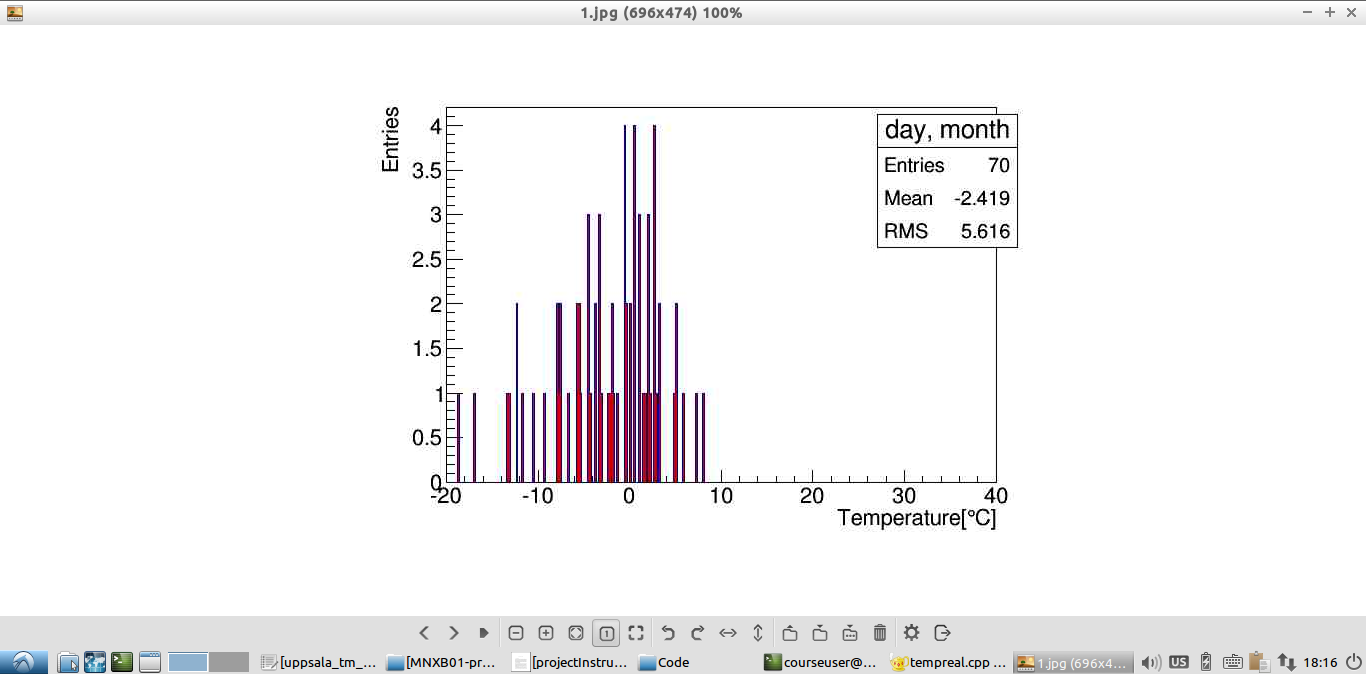 1.jpg (696x474) 100%
Entries
4
3.5
3
2.5
2
1.5
1
0.5
0
-20 -10 0 10 20 30 40
Temperature[°C]
day, month
Entries 70
Mean -2.419
RMS 5.616
1
[uppsala_tm_... [MNXB01-pr... [projectInstru... Code courseuser@... tempreal.cpp ... 1.jpg (696x4... US 18:16